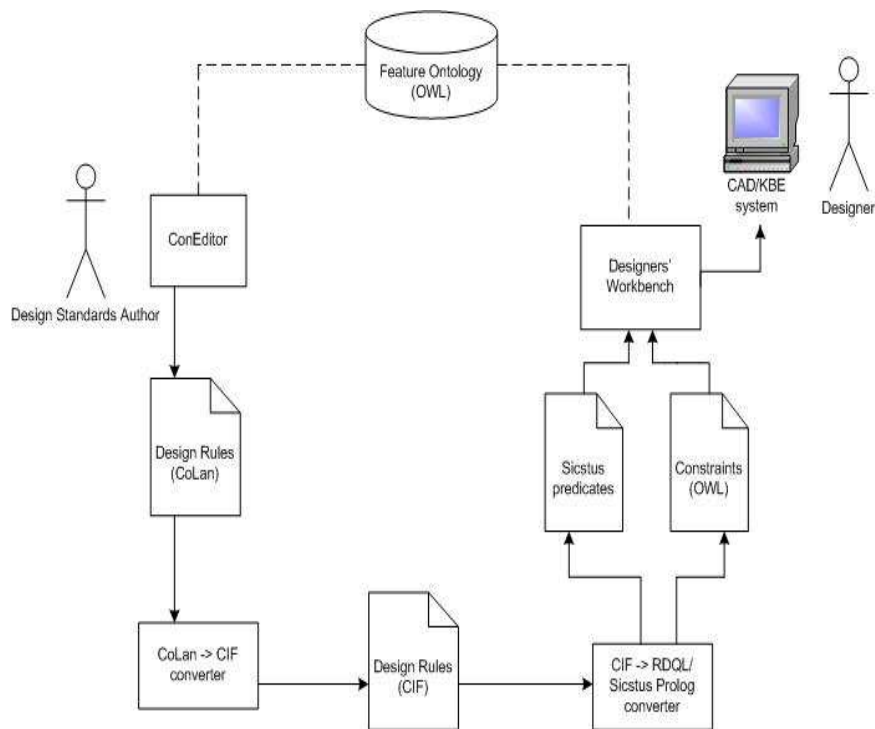 Feature Ontology
(OWL)
CAD/KBE
system
Designer
ConEditor
Designers'
Workbench
Design Standards Author
Design Rules
(CoLan)
Sicstus
predicates
Constraints
(OWL)
CoLan -> CIF
converter
Design Rules
(CIF)
CIF -> RDQL/
Sicstus Prolog
converter